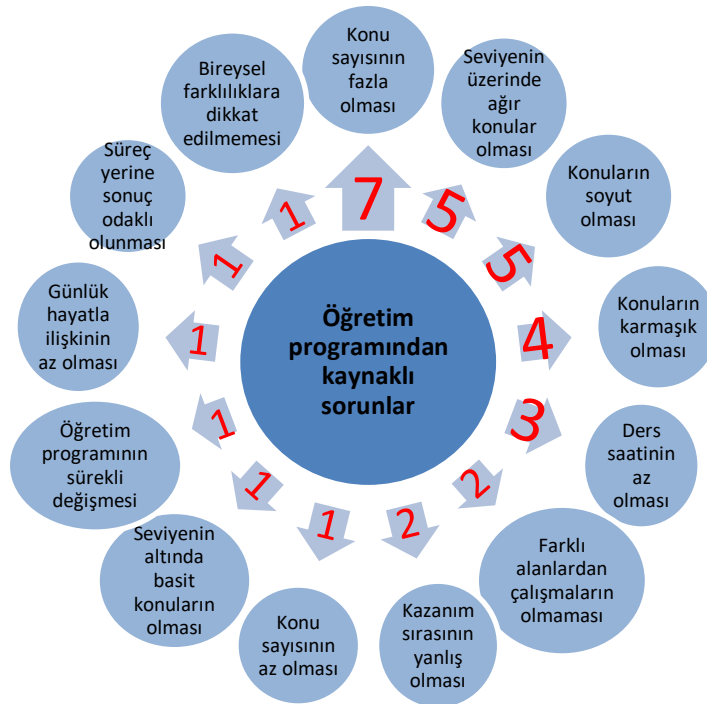 Konu
sayısının
fazla
olması
Seviyenin
üzerinde
ağır
konular
olması
Konuların
soyut
olması
Konuların
karmaşık
olması
Ders
saatinin
az
olması
Farklı
alanlardan
çalışmaların
olmaması
Kazanım
sırasının
yanlış
olması
Konu
sayısının
az olması
Seviyenin
altında
basit
konuların
olması
Öğretim
programının
sürekli
değişmesi
Günlük
hayatla
ilişkinin
az olması
Süreç
yerine
sonuç
odaklı
olunması
Bireysel
farklılıklara
dikkat
edilmemesi
7
5
5
4
3
2
2
1
1
1
1
1
1
Öğretim
programından
kaynaklı
sorunlar